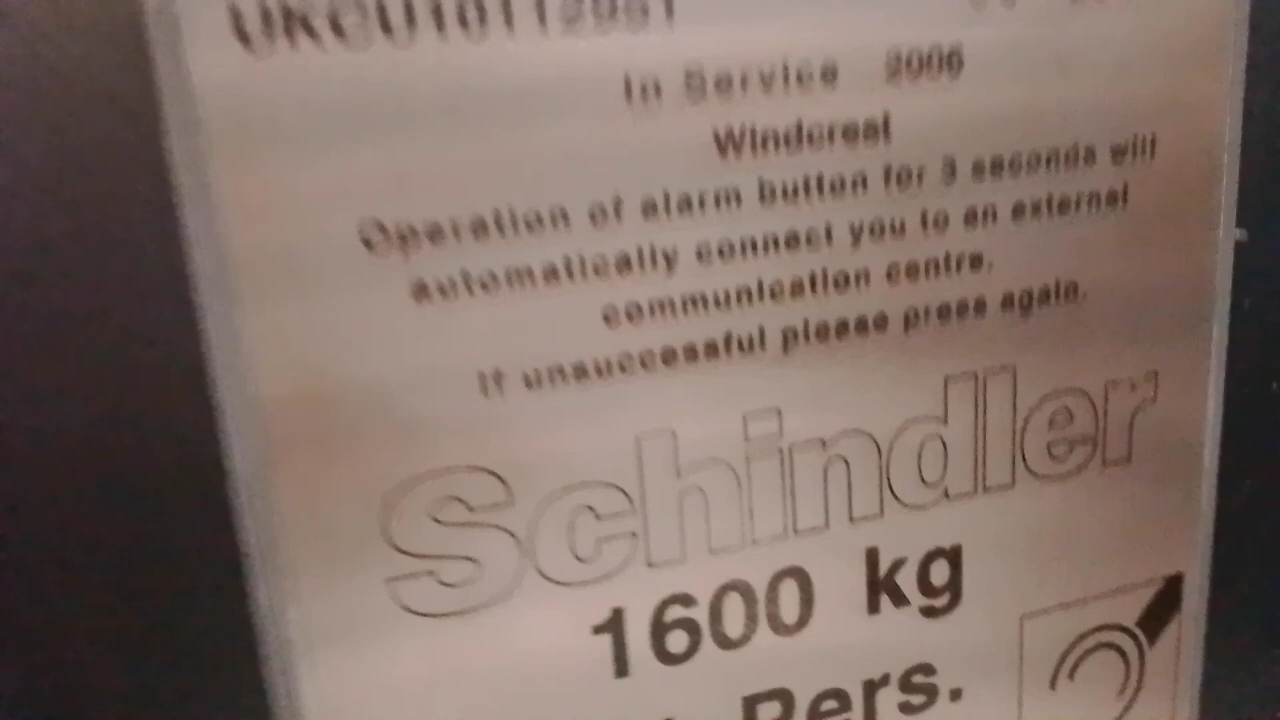 In Service 2006
Windcrest
Operation of alarm button for 3 seconds will
automatically connect you to an external
communication centre.
If unsuccessful please press again.
Schindler
1600 kg
Pers.